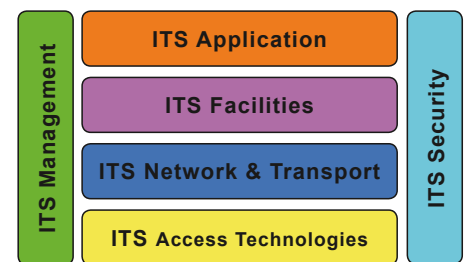 ITS Management
ITS Application
ITS Facilities
ITS Network & Transport
ITS Access Technologies
ITS Security